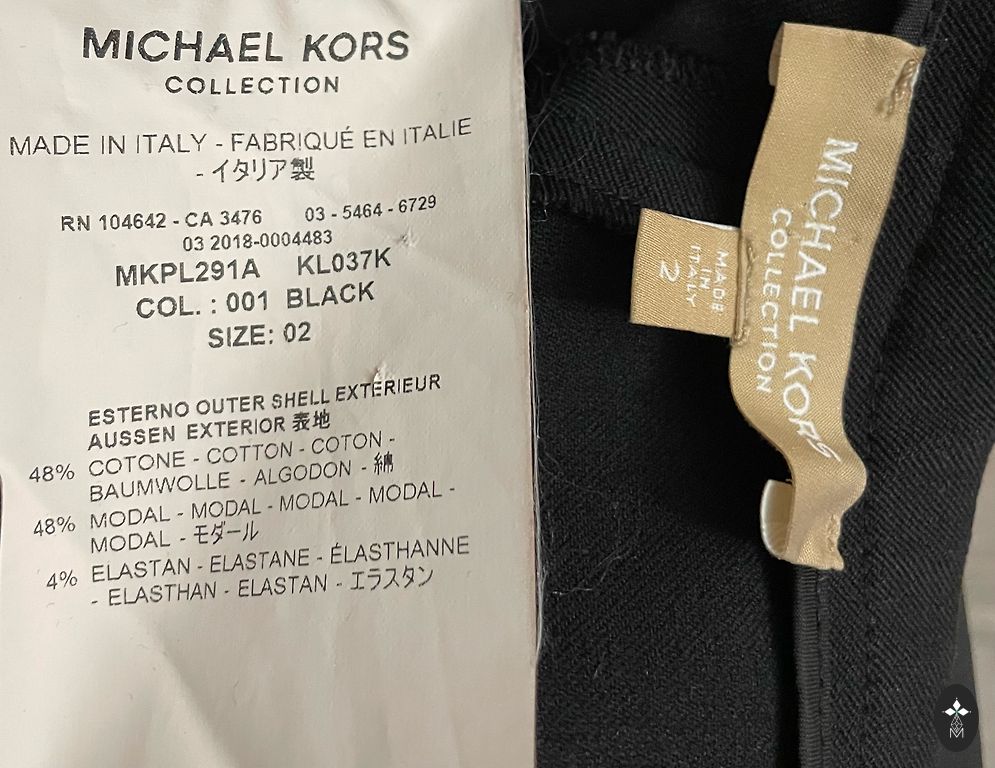 MICHAEL KORS
COLLECTION
MADE IN ITALY - FABRIQUÉ EN ITALIE
- イタリア製
RN 104642 - CA 3476 03 - 5464 - 6729
03 2018-0004483
MKPL291A KL037K
COL. : 001 BLACK
SIZE: 02
ESTERNO OUTER SHELL EXTERIEUR
AUSSEN EXTERIOR 表地
48% COTONE - COTTON - COTON -
BAUMWOLLE - ALGODON - 綿
48% MODAL - MODAL - MODAL - MODAL -
MODAL - モダール
4% ELASTAN - ELASTANE - ÉLASTHANNE
- ELASTHAN - ELASTAN - エラスタン
MICHAEL KORS
COLLECTION
MADE
IN
ITALY
2
M